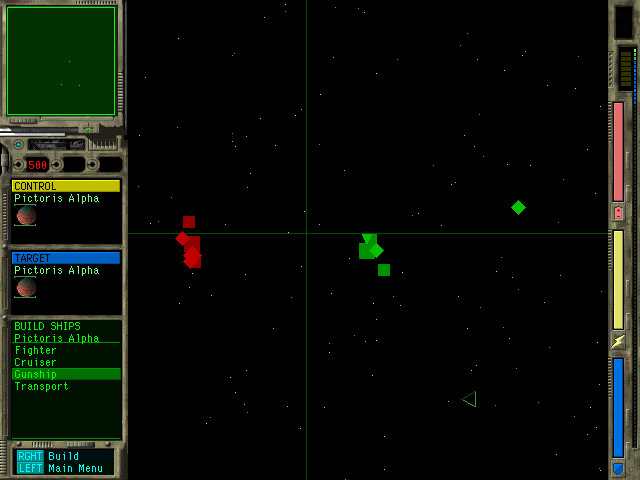 500
CONTROL
Pictoris Alpha
TARGET
Pictoris Alpha
BUILD SHIPS
Pictoris Alpha
Fighter
Cruiser
Gunship
Transport
RGHT Build
LEFT Main Menu